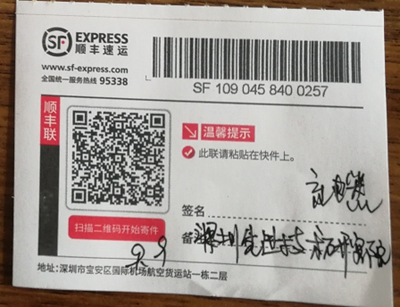 SF EXPRESS
顺丰速运
www.sf-express.com
全国统一服务热线 95338
SF 109 045 840 0257
顺丰联
温馨提示
此联请粘贴在快件上。
扫描二维码开始寄件
签名
备注
地址:深圳市宝安区国际机场航空货运站一栋二层